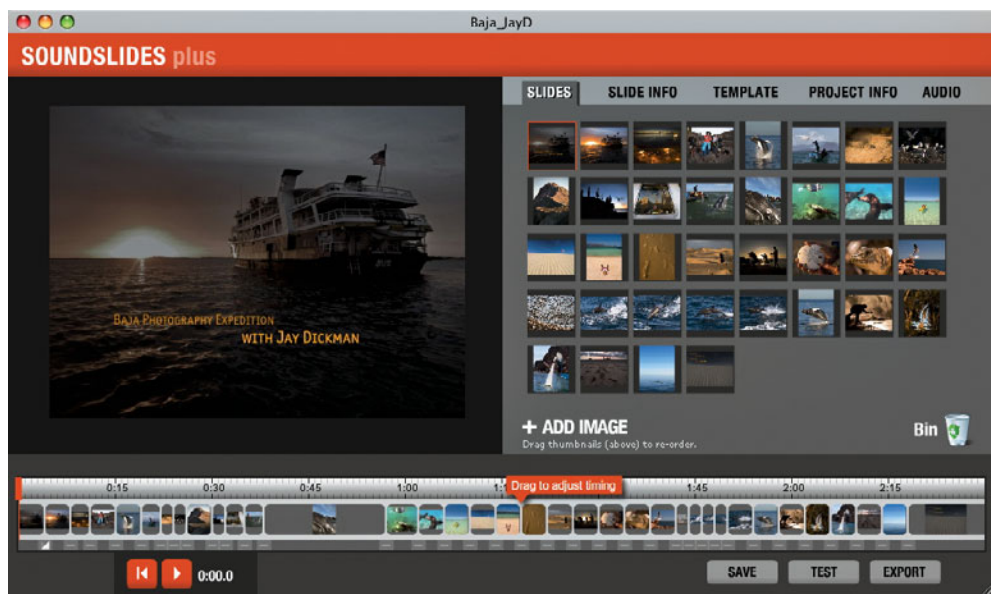 Baja_JayD
SOUNDSLIDES plus
SLIDES SLIDE INFO TEMPLATE PROJECT INFO AUDIO
BAJA PHOTOGRAPHY EXPEDITION
WITH JAY DICKMAN
+ ADD IMAGE
Drag thumbnails (above) to re-order.
Bin
0:15 0:30 0:45 1:00 1:45 2:00 2:15
Drag to adjust timing
0:00.0
SAVE TEST EXPORT